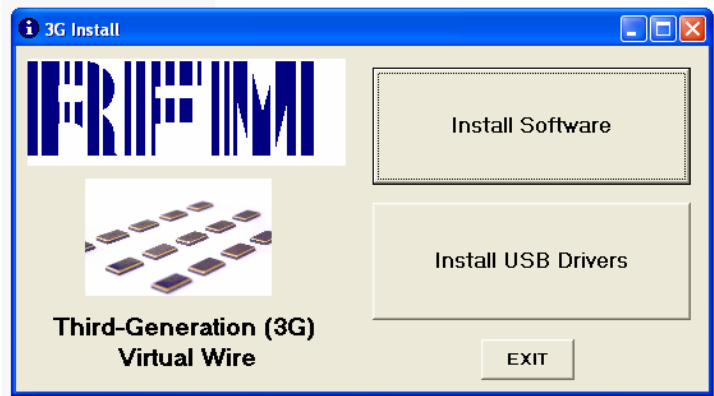 3G Install
RFM
Install Software
Install USB Drivers
Third-Generation (3G)
Virtual Wire
EXIT